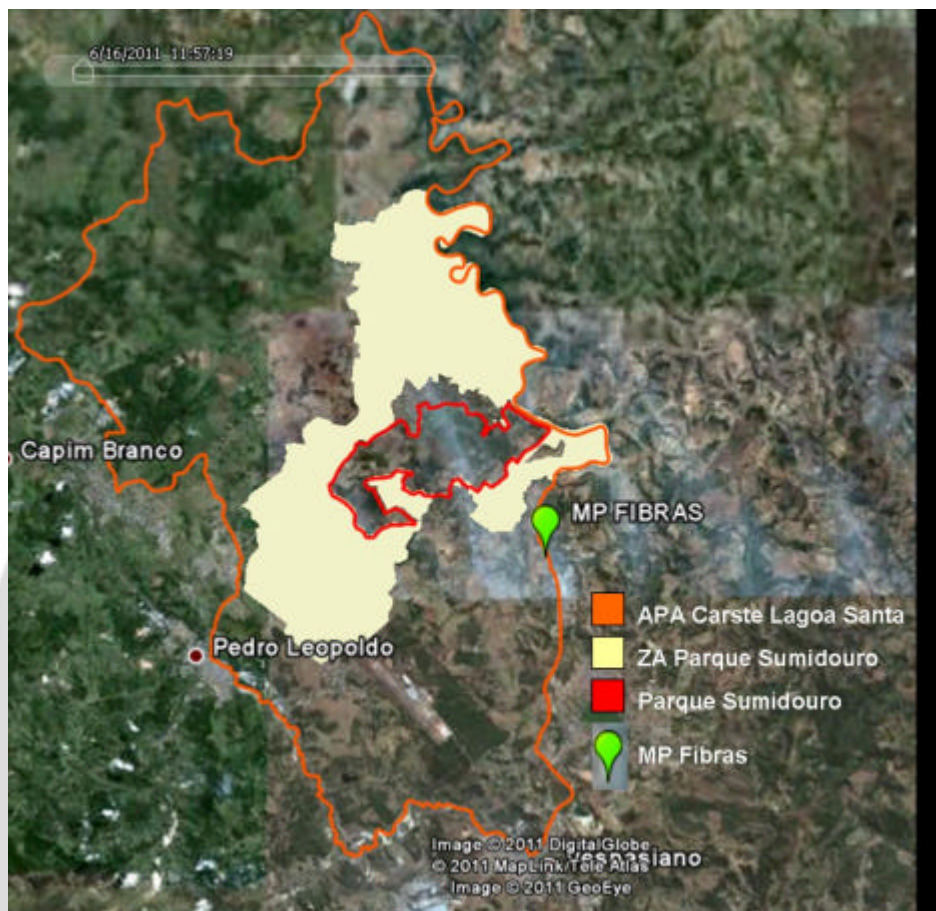 6/16/2011 11:57:19
Capim Branco
MP FIBRAS
APA Carste Lagoa Santa
Pedro Leopoldo
ZA Parque Sumidouro
Parque Sumidouro
MP Fibras
Image © 2011 DigitalGlobe
© 2011 MapLink/Tele Atlas
Vespasiano
Image © 2011 GeoEye